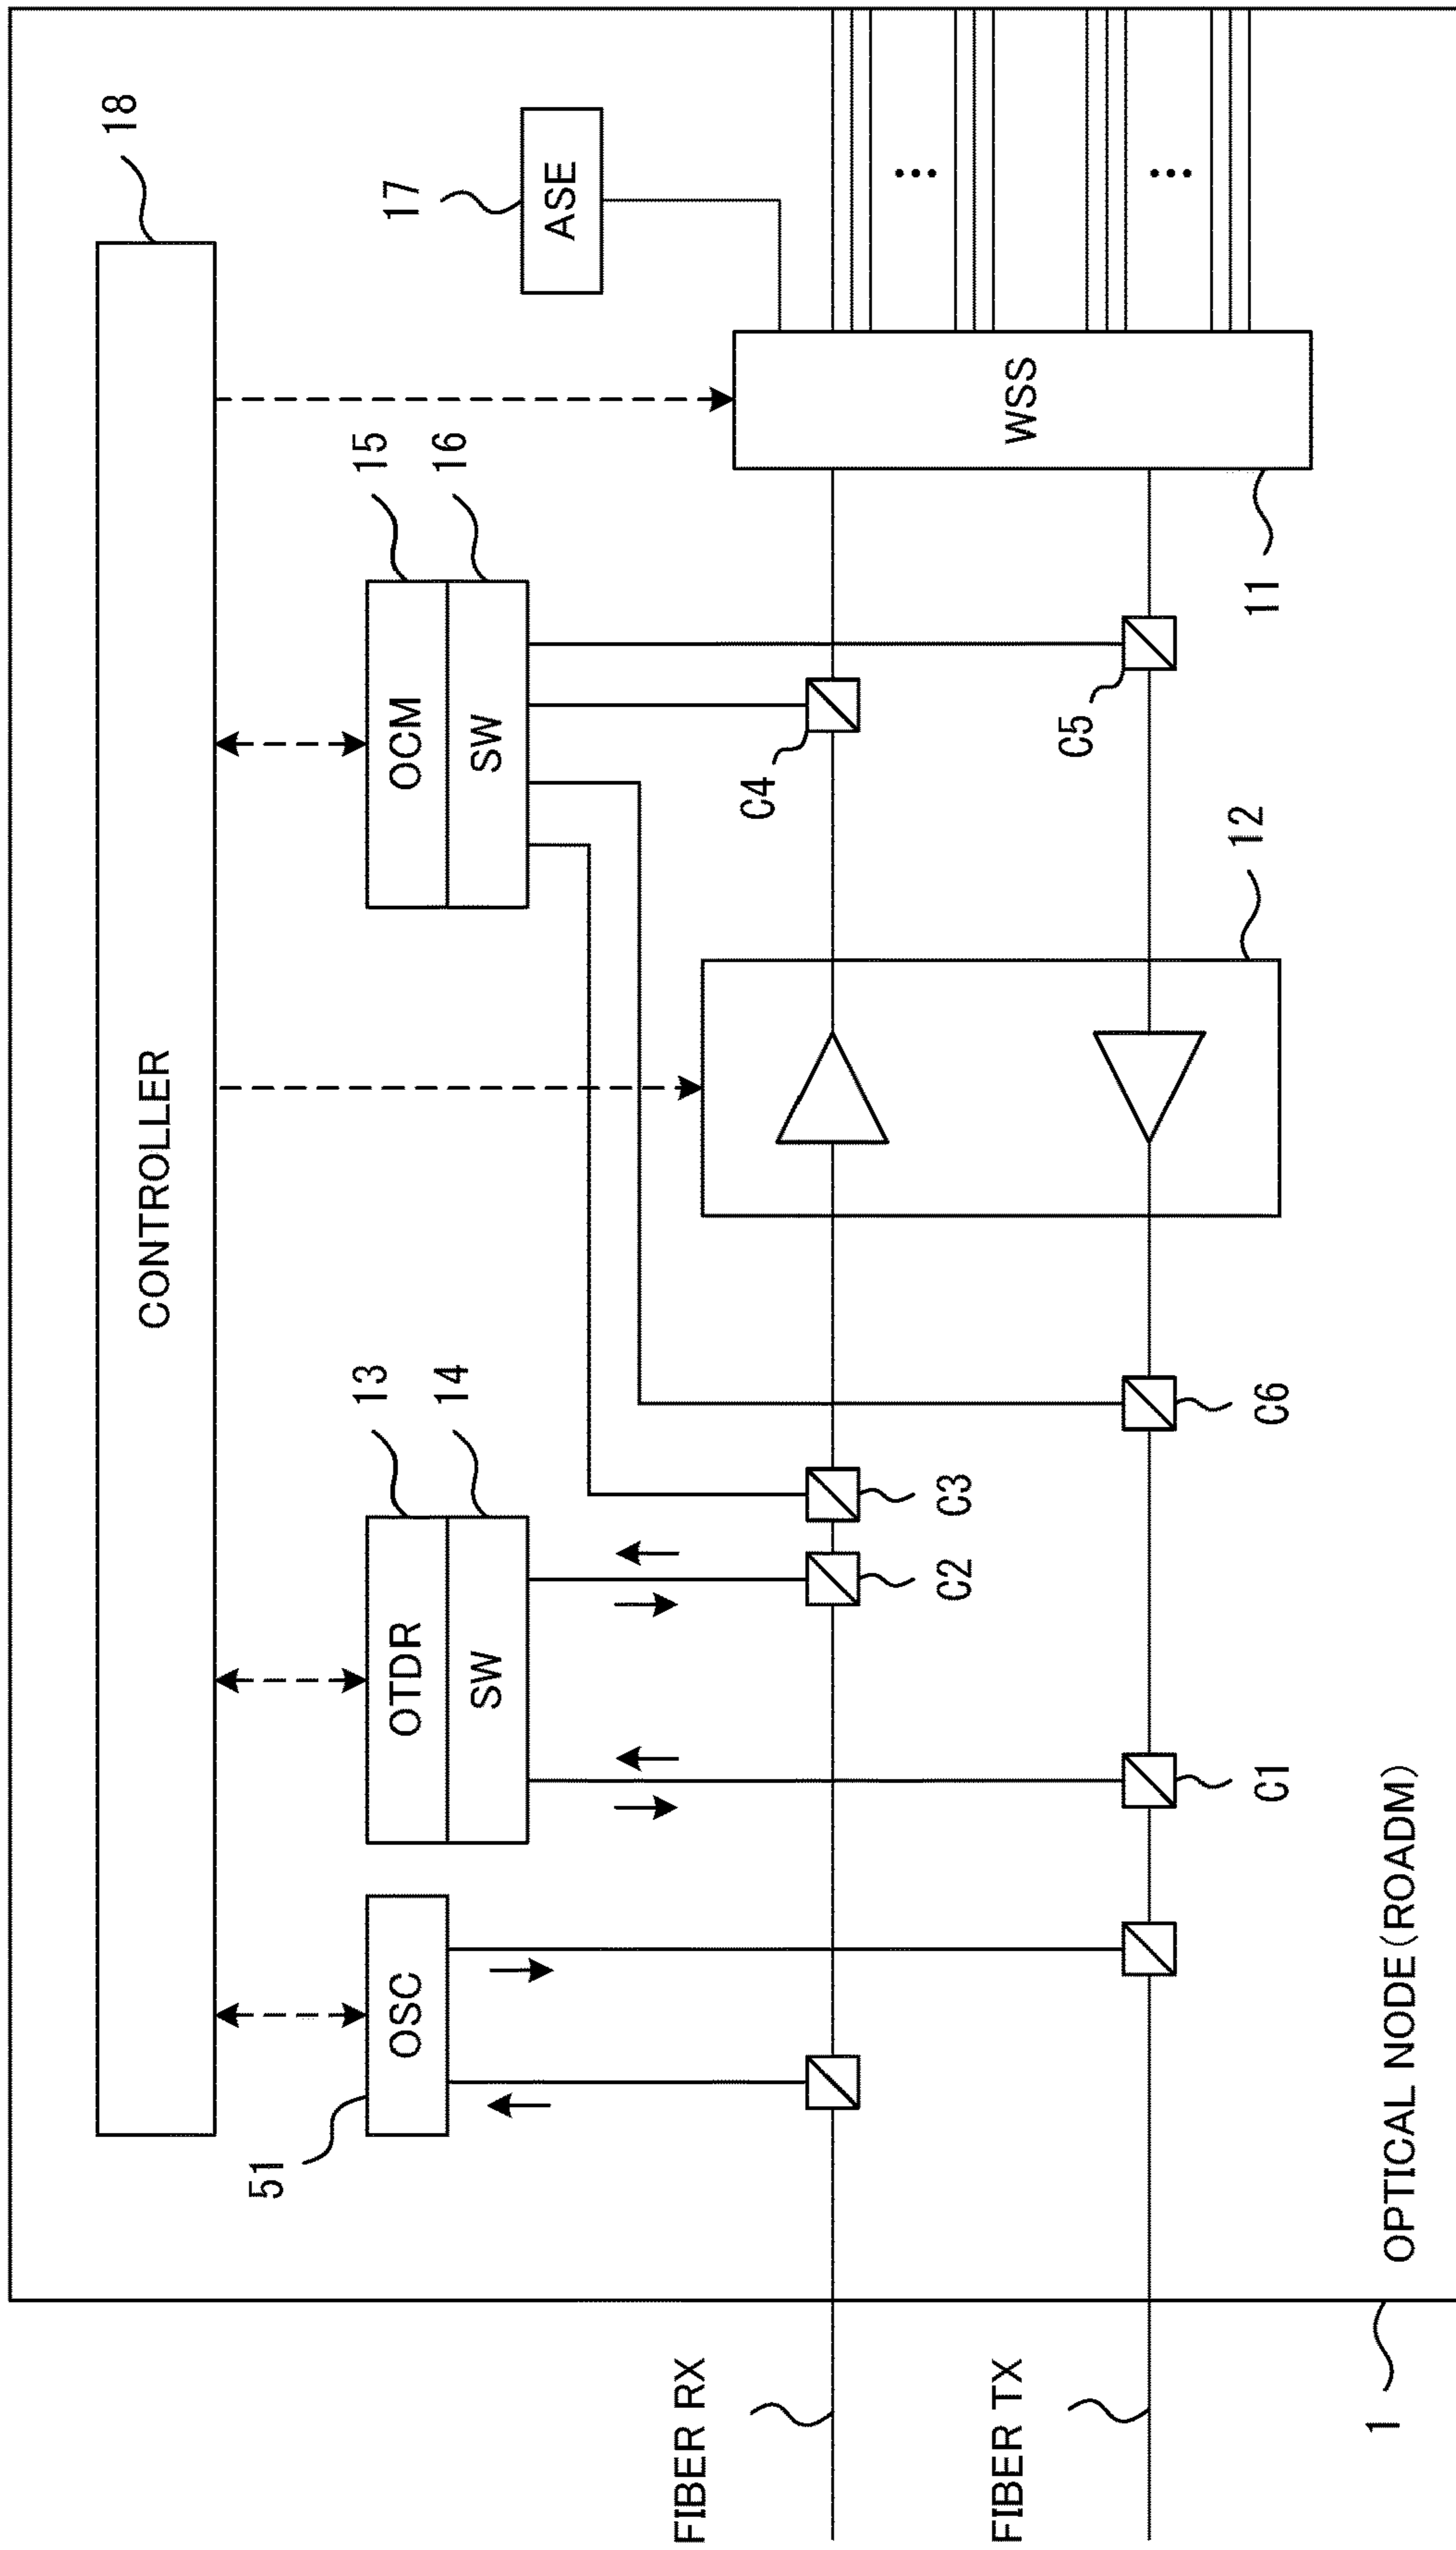 18
CONTROLLER
17
ASE
15
16
OCM
SW
13
14
OTDR
SW
OSC
51
WSS
11
C4
C5
12
C3
C2
C6
C1
FIBER RX
FIBER TX
OPTICAL NODE(ROADM)
1
...
...